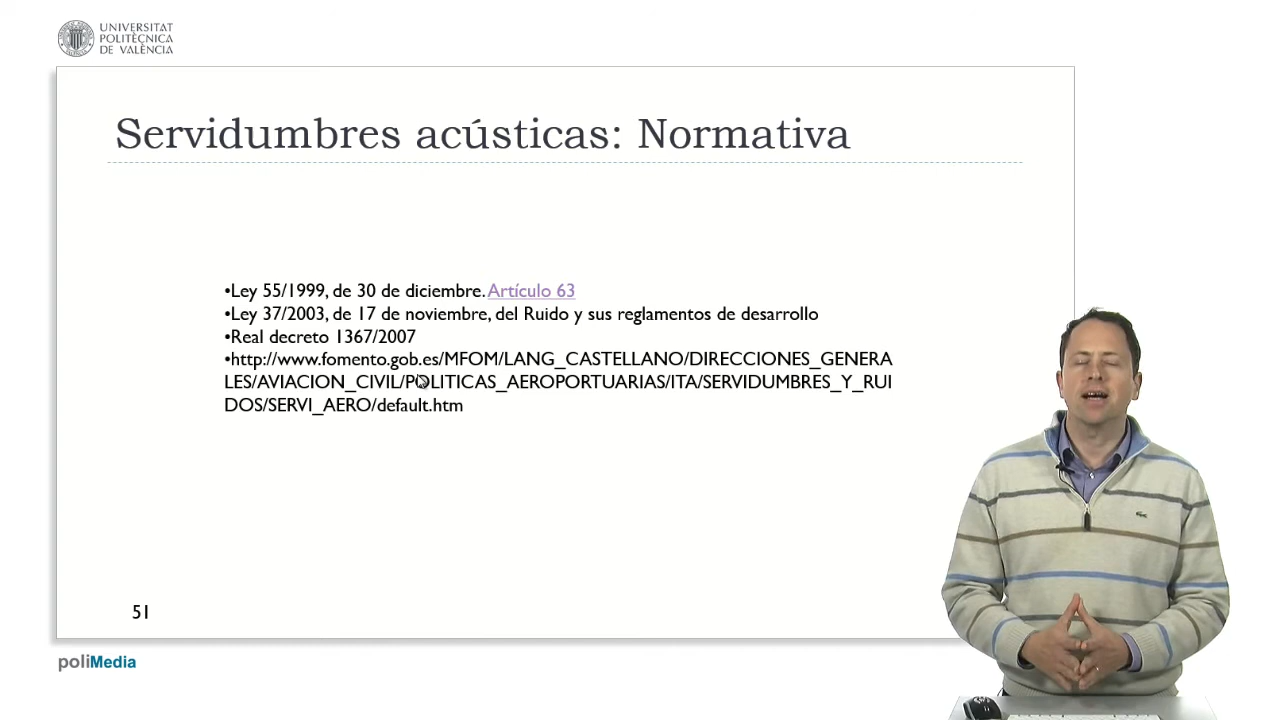 UNIVERSITAT
POLITÈCNICA
DE VALÈNCIA
Servidumbres acústicas: Normativa
•Ley 55/1999, de 30 de diciembre. Artículo 63
•Ley 37/2003, de 17 de noviembre, del Ruido y sus reglamentos de desarrollo
•Real decreto 1367/2007
•http://www.fomento.gob.es/MFOM/LANG_CASTELLANO/DIRECCIONES_GENERA
LES/AVIACION_CIVIL/POLITICAS_AEROPORTUARIAS/ITA/SERVIDUMBRES_Y_RUI
DOS/SERVI_AERO/default.htm
51
poliMedia